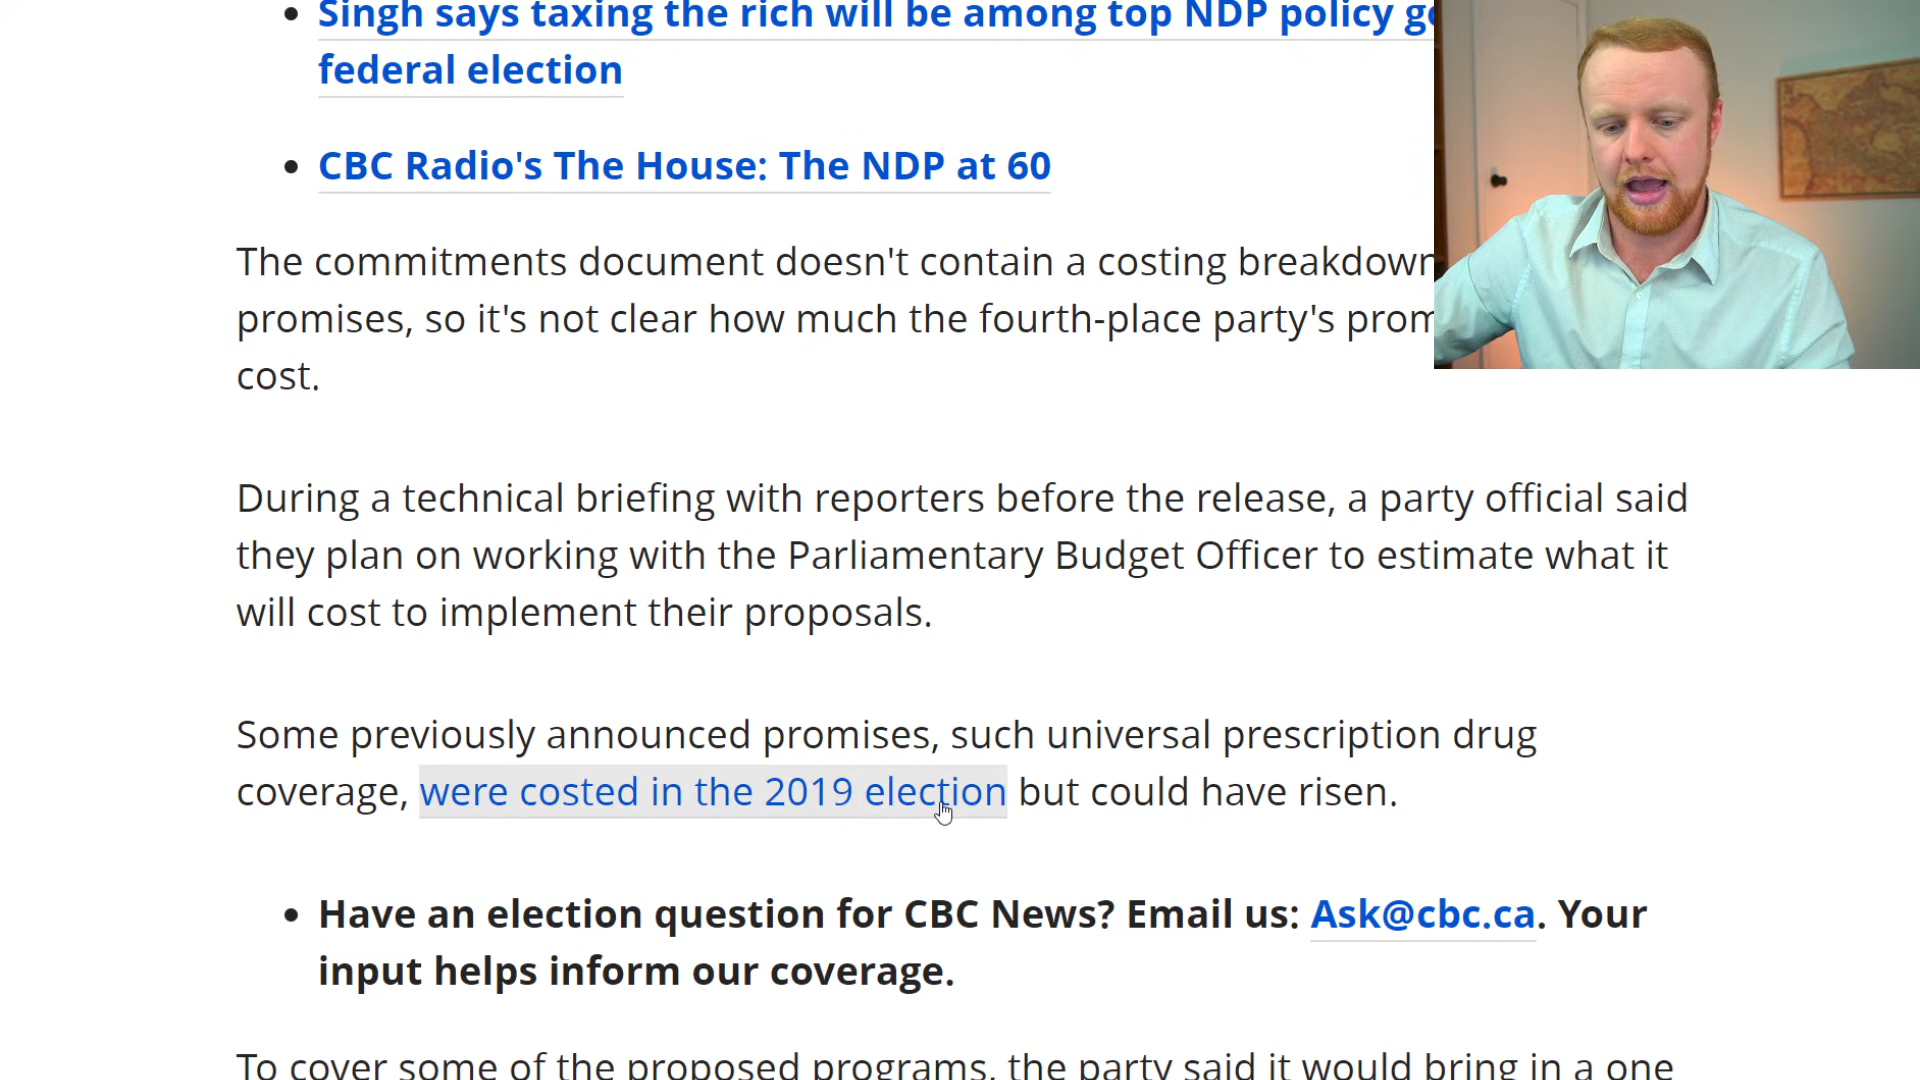 Singh says taxing the rich will be among top NDP policy
federal election
CBC Radio's The House: The NDP at 60
The commitments document doesn't contain a costing breakdown
promises, so it's not clear how much the fourth-place party's
cost.
During a technical briefing with reporters before the release, a party official said
they plan on working with the Parliamentary Budget Officer to estimate what it
will cost to implement their proposals.
Some previously announced promises, such universal prescription drug
coverage, were costed in the 2019 election but could have risen.
Have an election question for CBC News? Email us: Ask@cbc.ca. Your
input helps inform our coverage.
To cover some of the proposed programs, the party said it would bring in a one